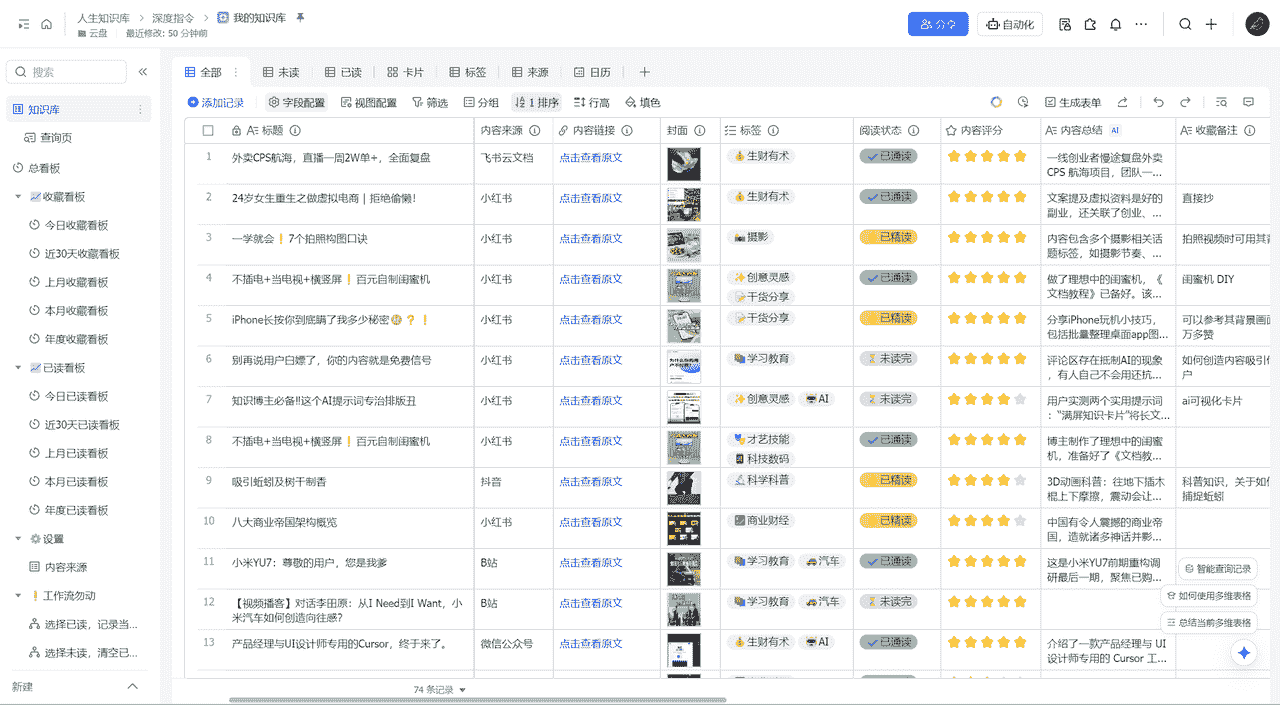 人生知识库 > 深度指令 > 我的知识库
云盘 最近修改: 50 分钟前
分享
自动化
搜索
知识库
查询页
总看板
收藏看板
今日收藏看板
近30天收藏看板
上月收藏看板
本月收藏看板
年度收藏看板
已读看板
今日已读看板
近30天已读看板
上月已读看板
本月已读看板
年度已读看板
设置
内容来源
工作流勿动
选择已读，记录当...
选择未读，清空已...
新建
全部 未读 已读 卡片 标签 来源 日历
添加记录 字段配置 视图配置 筛选 分组 1 排序 行高 填色 生成表单
标题 内容来源 内容链接 封面 标签 阅读状态 内容评分 内容总结 AI 收藏备注
1 外卖CPS航海，直播一周2W单+，全面复盘 飞书云文档 点击查看原文 生财有术 已通读 一线创业者慢途复盘外卖
CPS 航海项目，团队一...
2 24岁女生重生之做虚拟电商｜拒绝偷懒！ 小红书 点击查看原文 生财有术 已通读 文案提及虚拟资料是好的 直接抄
副业，还关联了创业、...
3 一学就会❗7个拍照构图口诀 小红书 点击查看原文 摄影 已精读 内容包含多个摄影相关话 拍照视频时可用其
题标签，如摄影节奏、...
4 不插电+当电视+横竖屏❗百元自制闺蜜机 小红书 点击查看原文 创意灵感 已通读 做了理想中的闺蜜机，《 闺蜜机 DIY
干货分享 文档教程》已备好。该...
5 iPhone长按你到底瞒了我多少秘密❓❗ 小红书 点击查看原文 干货分享 已精读 分享iPhone玩机小技巧， 可以参考其背景画
包括批量整理桌面app图... 万多赞
6 别再说用户白嫖了，你的内容就是免费信号 小红书 点击查看原文 学习教育 未读完 评论区存在吵架的现象 如何创造内容吸引
，有人自己不会用还抗... 户
7 知识博主必备!!这个AI提示词专治排版丑 小红书 点击查看原文 创意灵感 AI 未读完 用户实测两个实用提示词 ai可视化卡片
：“满屏知识卡片”将长文...
8 不插电+当电视+横竖屏❗百元自制闺蜜机 小红书 点击查看原文 才艺技能 已通读 博主制作了理想中的闺蜜
科技数码 机，准备好了《文档教...
9 吸引蚯蚓及树干制香 抖音 点击查看原文 科学科普 已精读 3D动画科普：往地下插木 科普知识，关于如
棍上下摩擦，震动会让... 捕捉蚯蚓
10 八大商业帝国架构概览 小红书 点击查看原文 商业财经 已精读 中国有令人震撼的商业帝
国，造就诸多神话并影...
11 小米YU7：尊敬的用户，您是我爹 B站 点击查看原文 学习教育 汽车 已通读 这是小米YU7前期重构调
研最后一期，聚焦已购...
12 【视频播客】对话李田原：从I Need到I Want，小 B站 点击查看原文 学习教育 汽车 未读完
米汽车如何创造向往感？
13 产品经理与UI设计师专用的Cursor，终于来了。 微信公众号 点击查看原文 生财有术 AI 已通读 介绍了一款产品经理与 UI
设计师专用的 Cursor 工...
智能查询记录
如何使用多维表格
总结当前多维表格
74 条记录